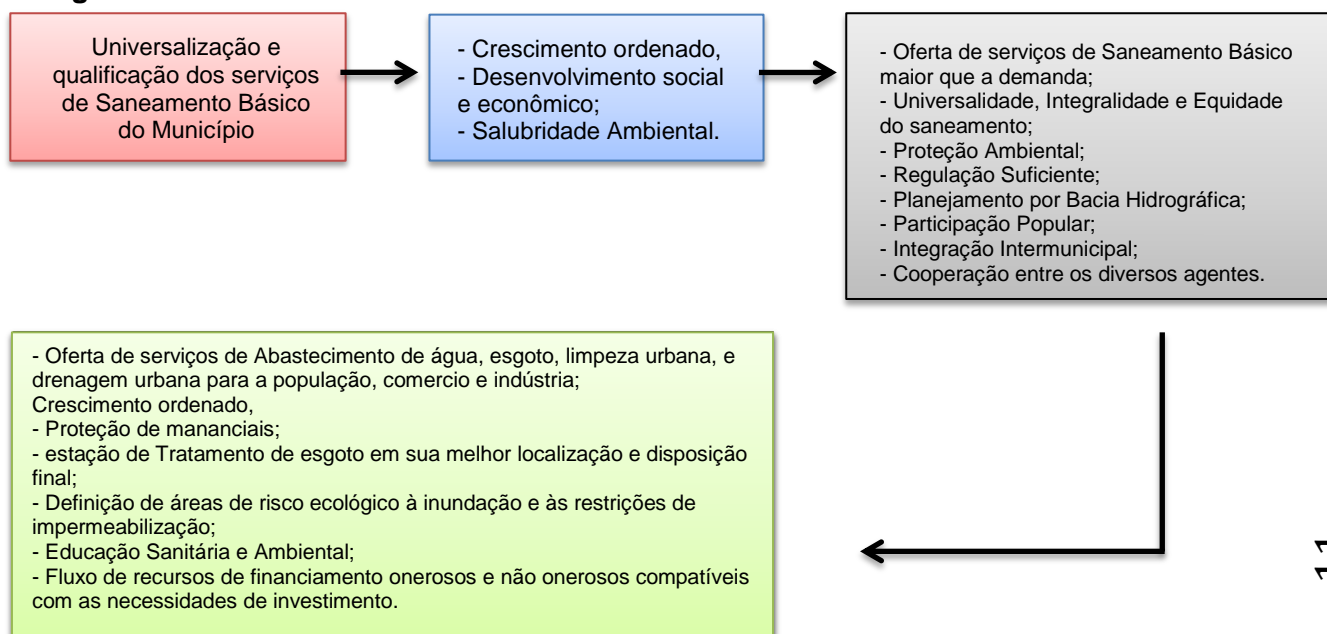 Universalização e
qualificação dos serviços
de Saneamento Básico
do Município
- Crescimento ordenado,
- Desenvolvimento social
e econômico;
- Salubridade Ambiental.
- Oferta de serviços de Saneamento Básico
maior que a demanda;
- Universalidade, Integralidade e Equidade
do saneamento;
- Proteção Ambiental;
- Regulação Suficiente;
- Planejamento por Bacia Hidrográfica;
- Participação Popular;
- Integração Intermunicipal;
- Cooperação entre os diversos agentes.
- Oferta de serviços de Abastecimento de água, esgoto, limpeza urbana, e
drenagem urbana para a população, comercio e indústria;
Crescimento ordenado,
- Proteção de mananciais;
- estação de Tratamento de esgoto em sua melhor localização e disposição
final;
- Definição de áreas de risco ecológico à inundação e às restrições de
impermeabilização;
- Educação Sanitária e Ambiental;
- Fluxo de recursos de financiamento onerosos e não onerosos compatíveis
com as necessidades de investimento.